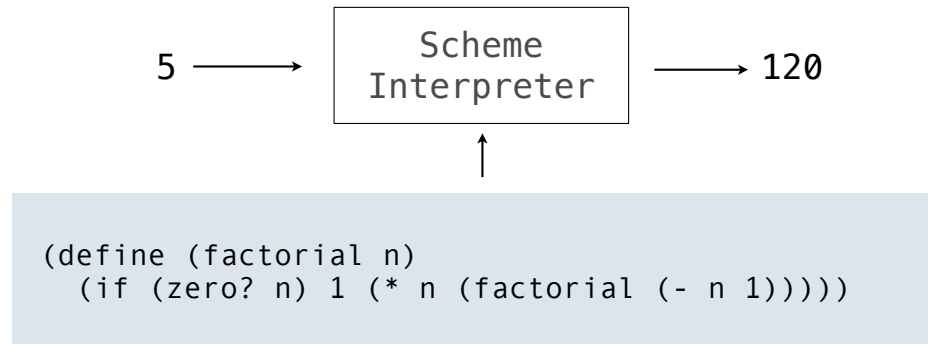 Scheme
Interpreter
5
120
(define (factorial n)
(if (zero? n) 1 (* n (factorial (- n 1)))))